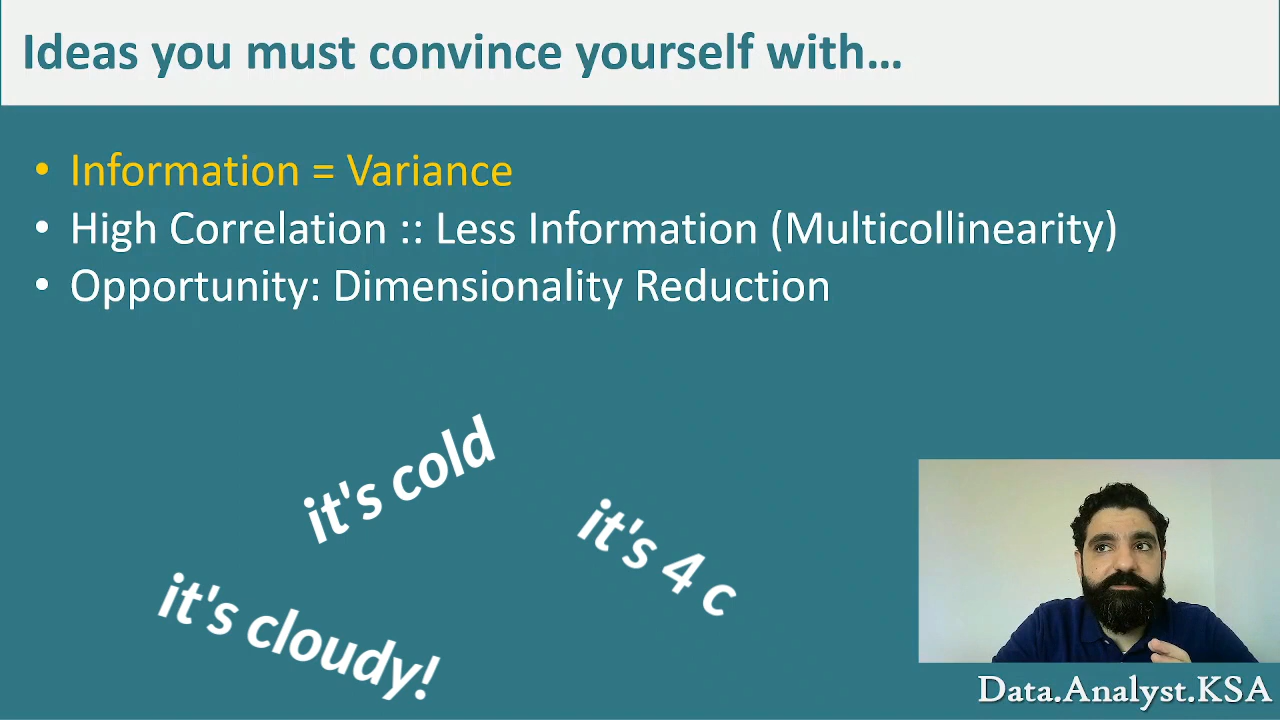 Ideas you must convince yourself with...
• Information = Variance
• High Correlation :: Less Information (Multicollinearity)
• Opportunity: Dimensionality Reduction
it's cold
it's 4 c
it's cloudy!
Data.Analyst.KSA